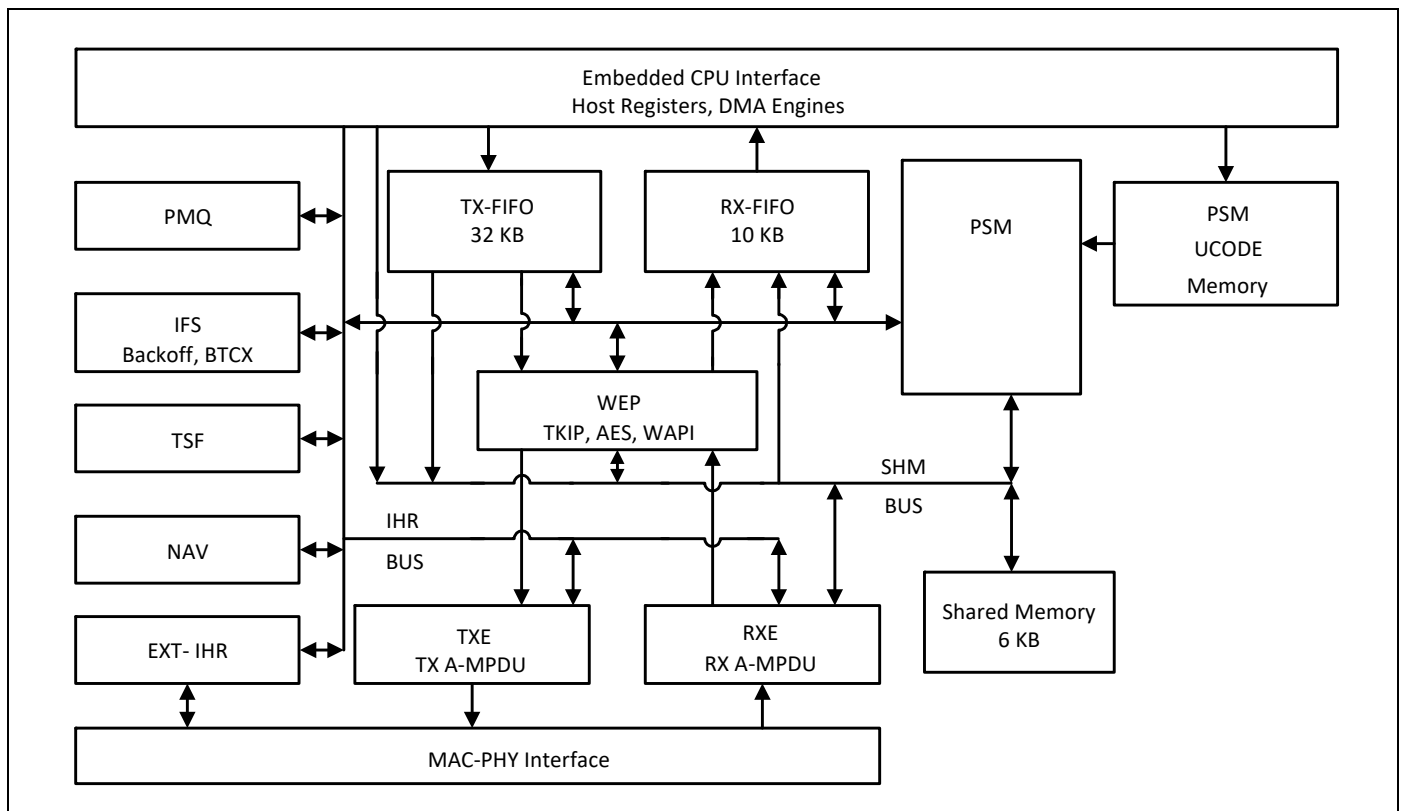 Embedded CPU Interface
Host Registers, DMA Engines
PMQ
TX-FIFO
32 KB
RX-FIFO
10 KB
PSM
PSM
UCODE
Memory
IFS
Backoff, BTCX
WEP
TKIP, AES, WAPI
TSF
SHM
BUS
IHR
BUS
NAV
Shared Memory
6 KB
EXT- IHR
TXE
TX A-MPDU
RXE
RX A-MPDU
MAC-PHY Interface